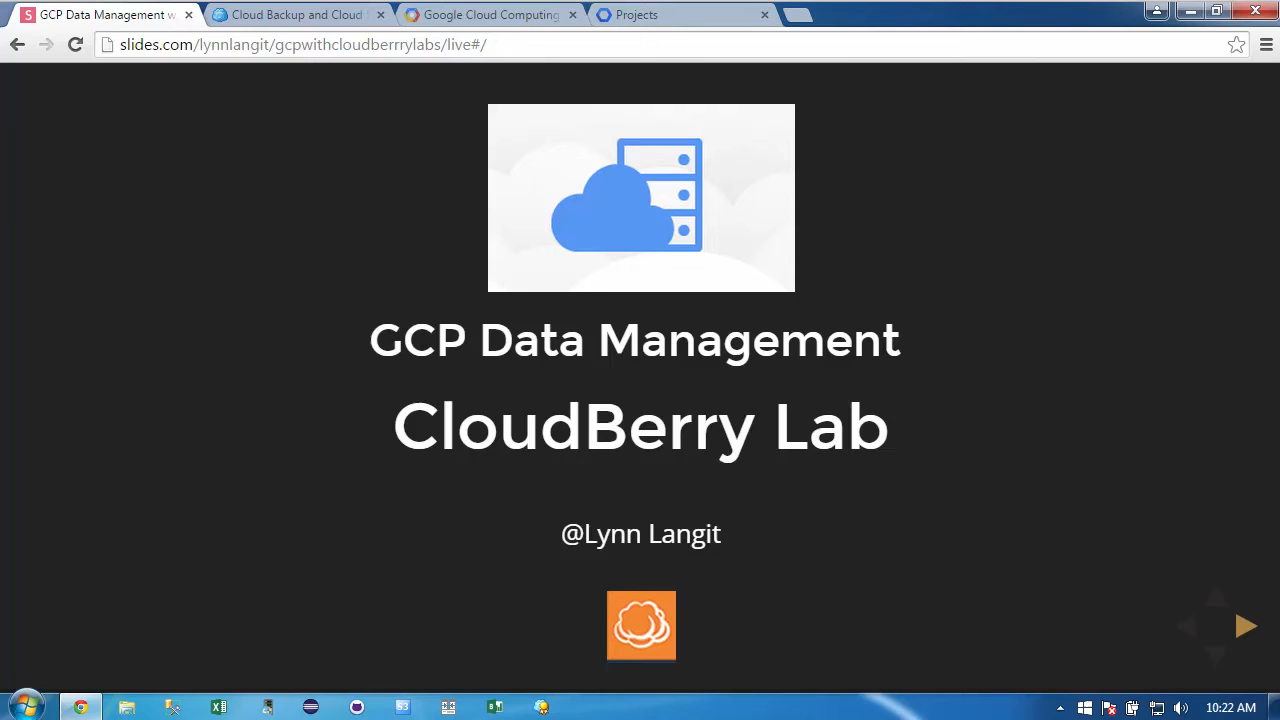 GCP Data Management w
Cloud Backup and Cloud S
Google Cloud Computing,
Projects
slides.com/lynnlangit/gcpwithcloudberrrylabs/live#/
GCP Data Management
CloudBerry Lab
@Lynn Langit
10:22 AM